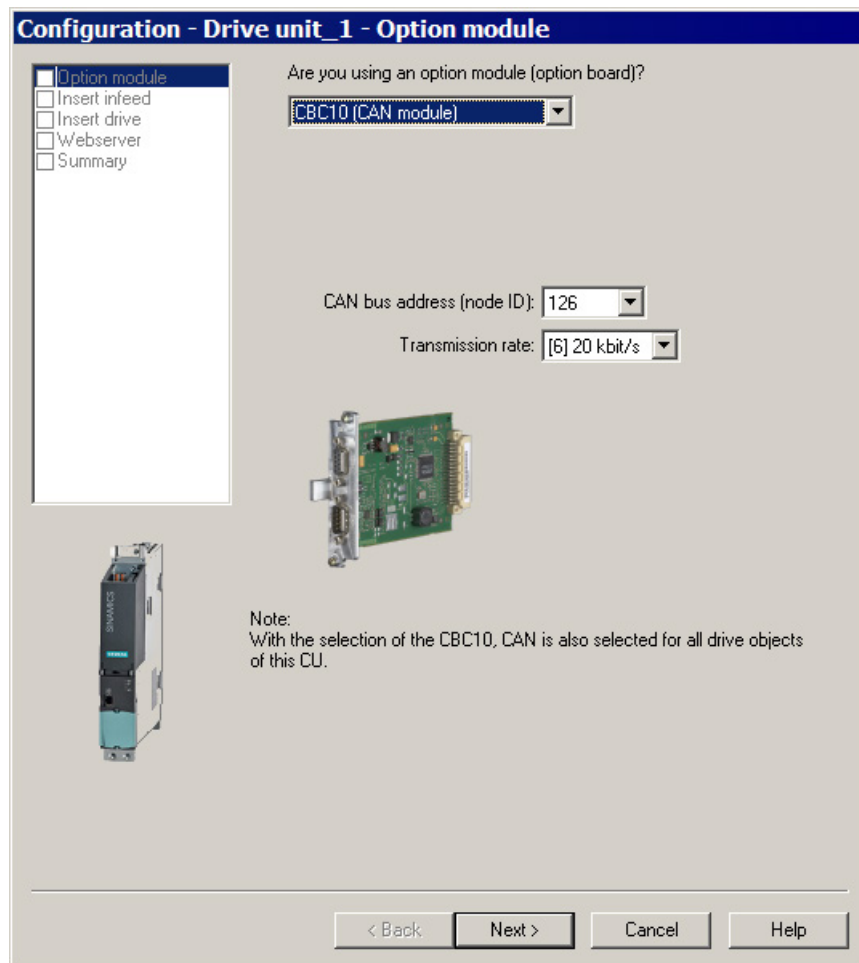 Configuration - Drive unit_1 - Option module
Option module
Insert infeed
Insert drive
Webserver
Summary
Are you using an option module (option board)?
CBC10 (CAN module)
CAN bus address (node ID): 126
Transmission rate: [6] 20 kbit/s
SINAMICS
SIEMENS
Note:
With the selection of the CBC10, CAN is also selected for all drive objects
of this CU.
< Back
Next >
Cancel
Help